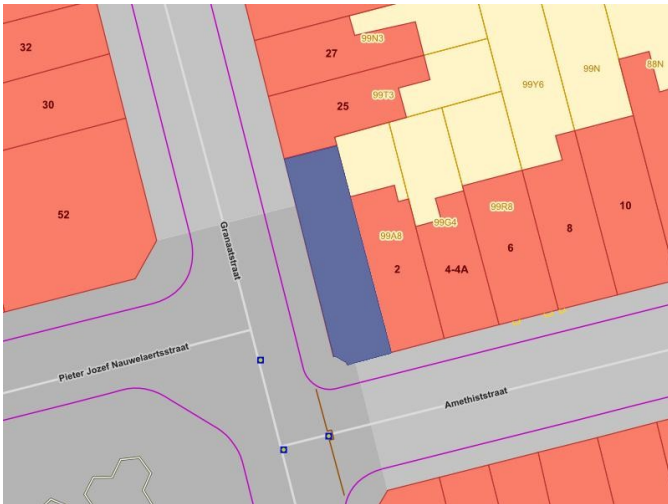 32
27
99N3
30
25
99T3
99Y6
99N
88N
52
Granaatstraat
99A8
99G4
99R8
2
4-4A
6
8
10
Pieter Jozef Nauwelaertsstraat
Amethiststraat